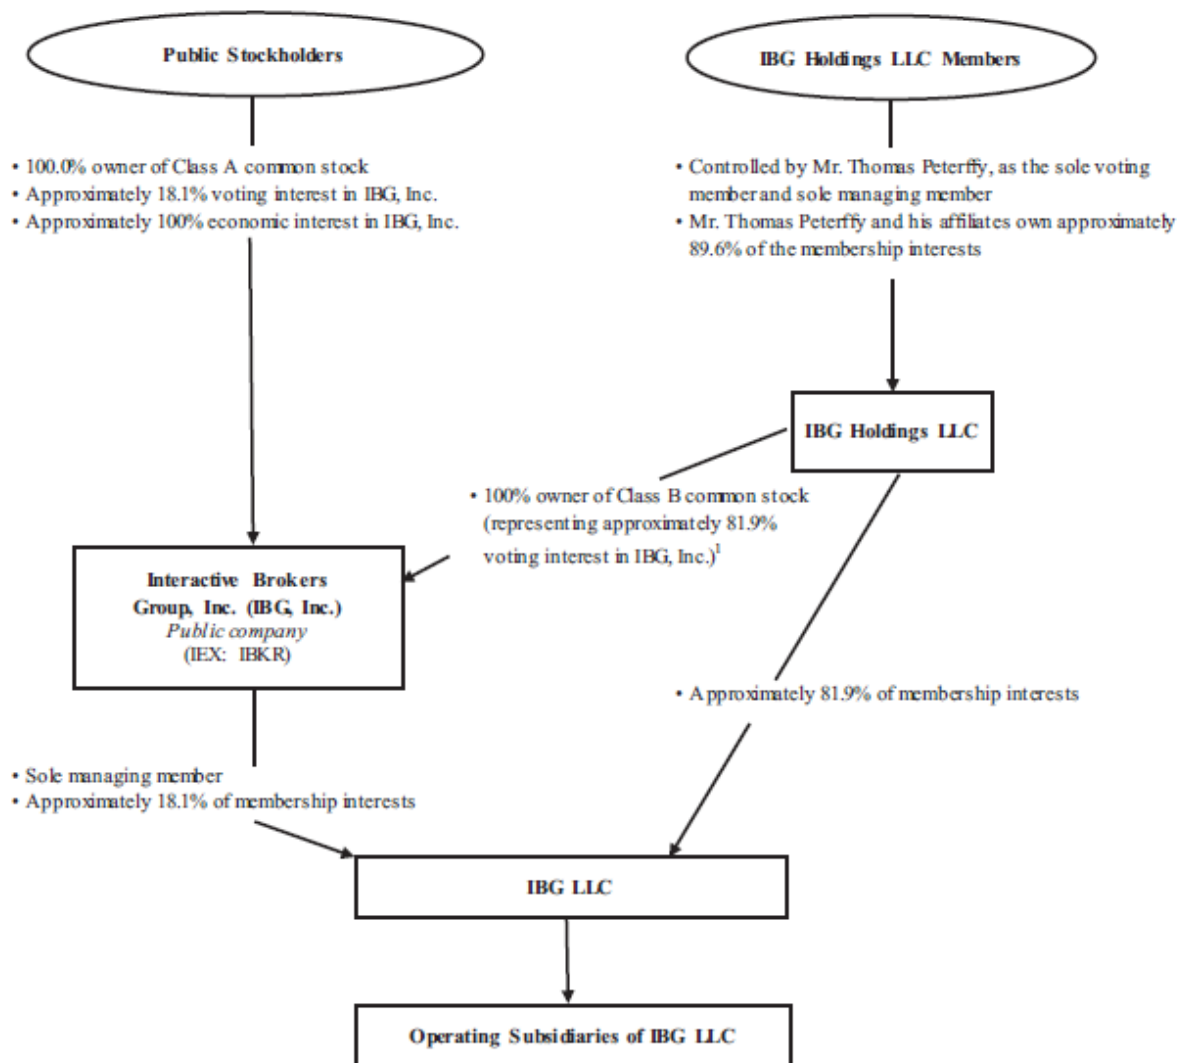 Public Stockholders
IBG Holdings LLC Members
• 100.0% owner of Class A common stock
• Approximately 18.1% voting interest in IBG, Inc.
• Approximately 100% economic interest in IBG, Inc.
• Controlled by Mr. Thomas Peterffy, as the sole voting
member and sole managing member
• Mr. Thomas Peterffy and his affiliates own approximately
89.6% of the membership interests
IBG Holdings LLC
• 100% owner of Class B common stock
(representing approximately 81.9%
voting interest in IBG, Inc.)¹
Interactive Brokers
Group, Inc. (IBG, Inc.)
Public company
(IEX: IBKR)
• Approximately 81.9% of membership interests
• Sole managing member
• Approximately 18.1% of membership interests
IBG LLC
Operating Subsidiaries of IBG LLC